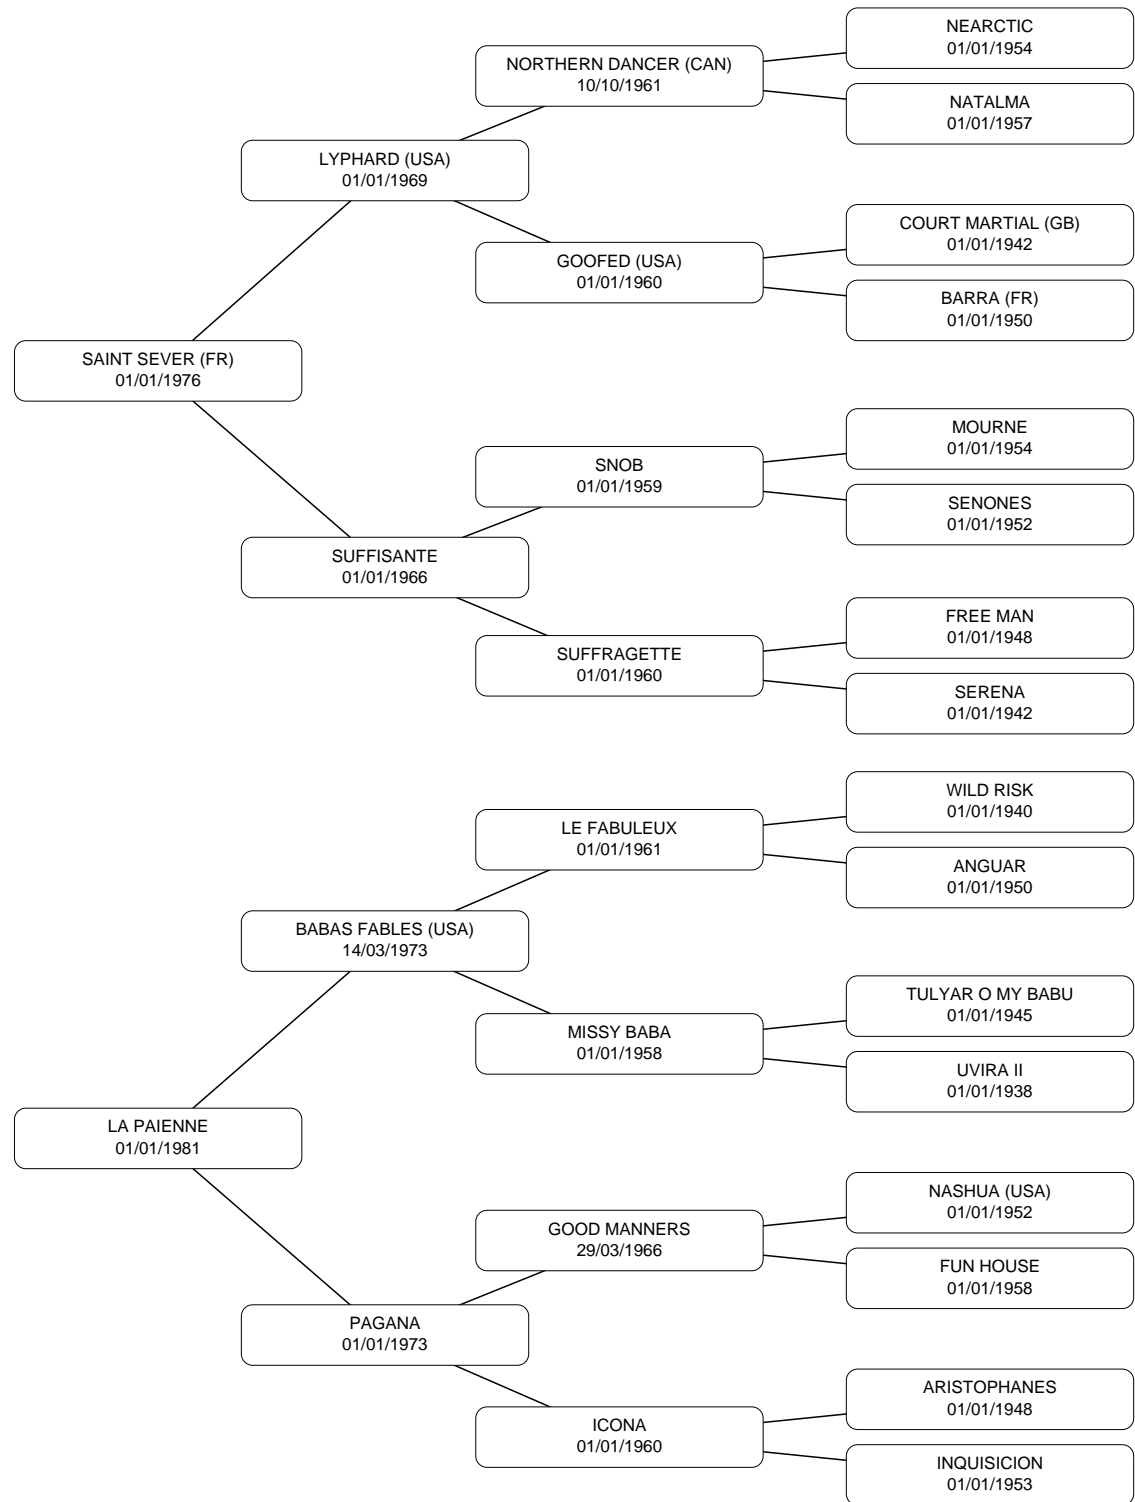 NEARCTIC
01/01/1954
NORTHERN DANCER (CAN)
10/10/1961
NATALMA
01/01/1957
LYPHARD (USA)
01/01/1969
COURT MARTIAL (GB)
01/01/1942
GOOFED (USA)
01/01/1960
BARRA (FR)
01/01/1950
SAINT SEVER (FR)
01/01/1976
MOURNE
01/01/1954
SNOB
01/01/1959
SENONES
01/01/1952
SUFFISANTE
01/01/1966
FREE MAN
01/01/1948
SUFFRAGETTE
01/01/1960
SERENA
01/01/1942
WILD RISK
01/01/1940
LE FABULEUX
01/01/1961
ANGUAR
01/01/1950
BABAS FABLES (USA)
14/03/1973
TULYAR O MY BABU
01/01/1945
MISSY BABA
01/01/1958
UVIRA II
01/01/1938
LA PAIENNE
01/01/1981
NASHUA (USA)
01/01/1952
GOOD MANNERS
29/03/1966
FUN HOUSE
01/01/1958
PAGANA
01/01/1973
ARISTOPHANES
01/01/1948
ICONA
01/01/1960
INQUISICION
01/01/1953